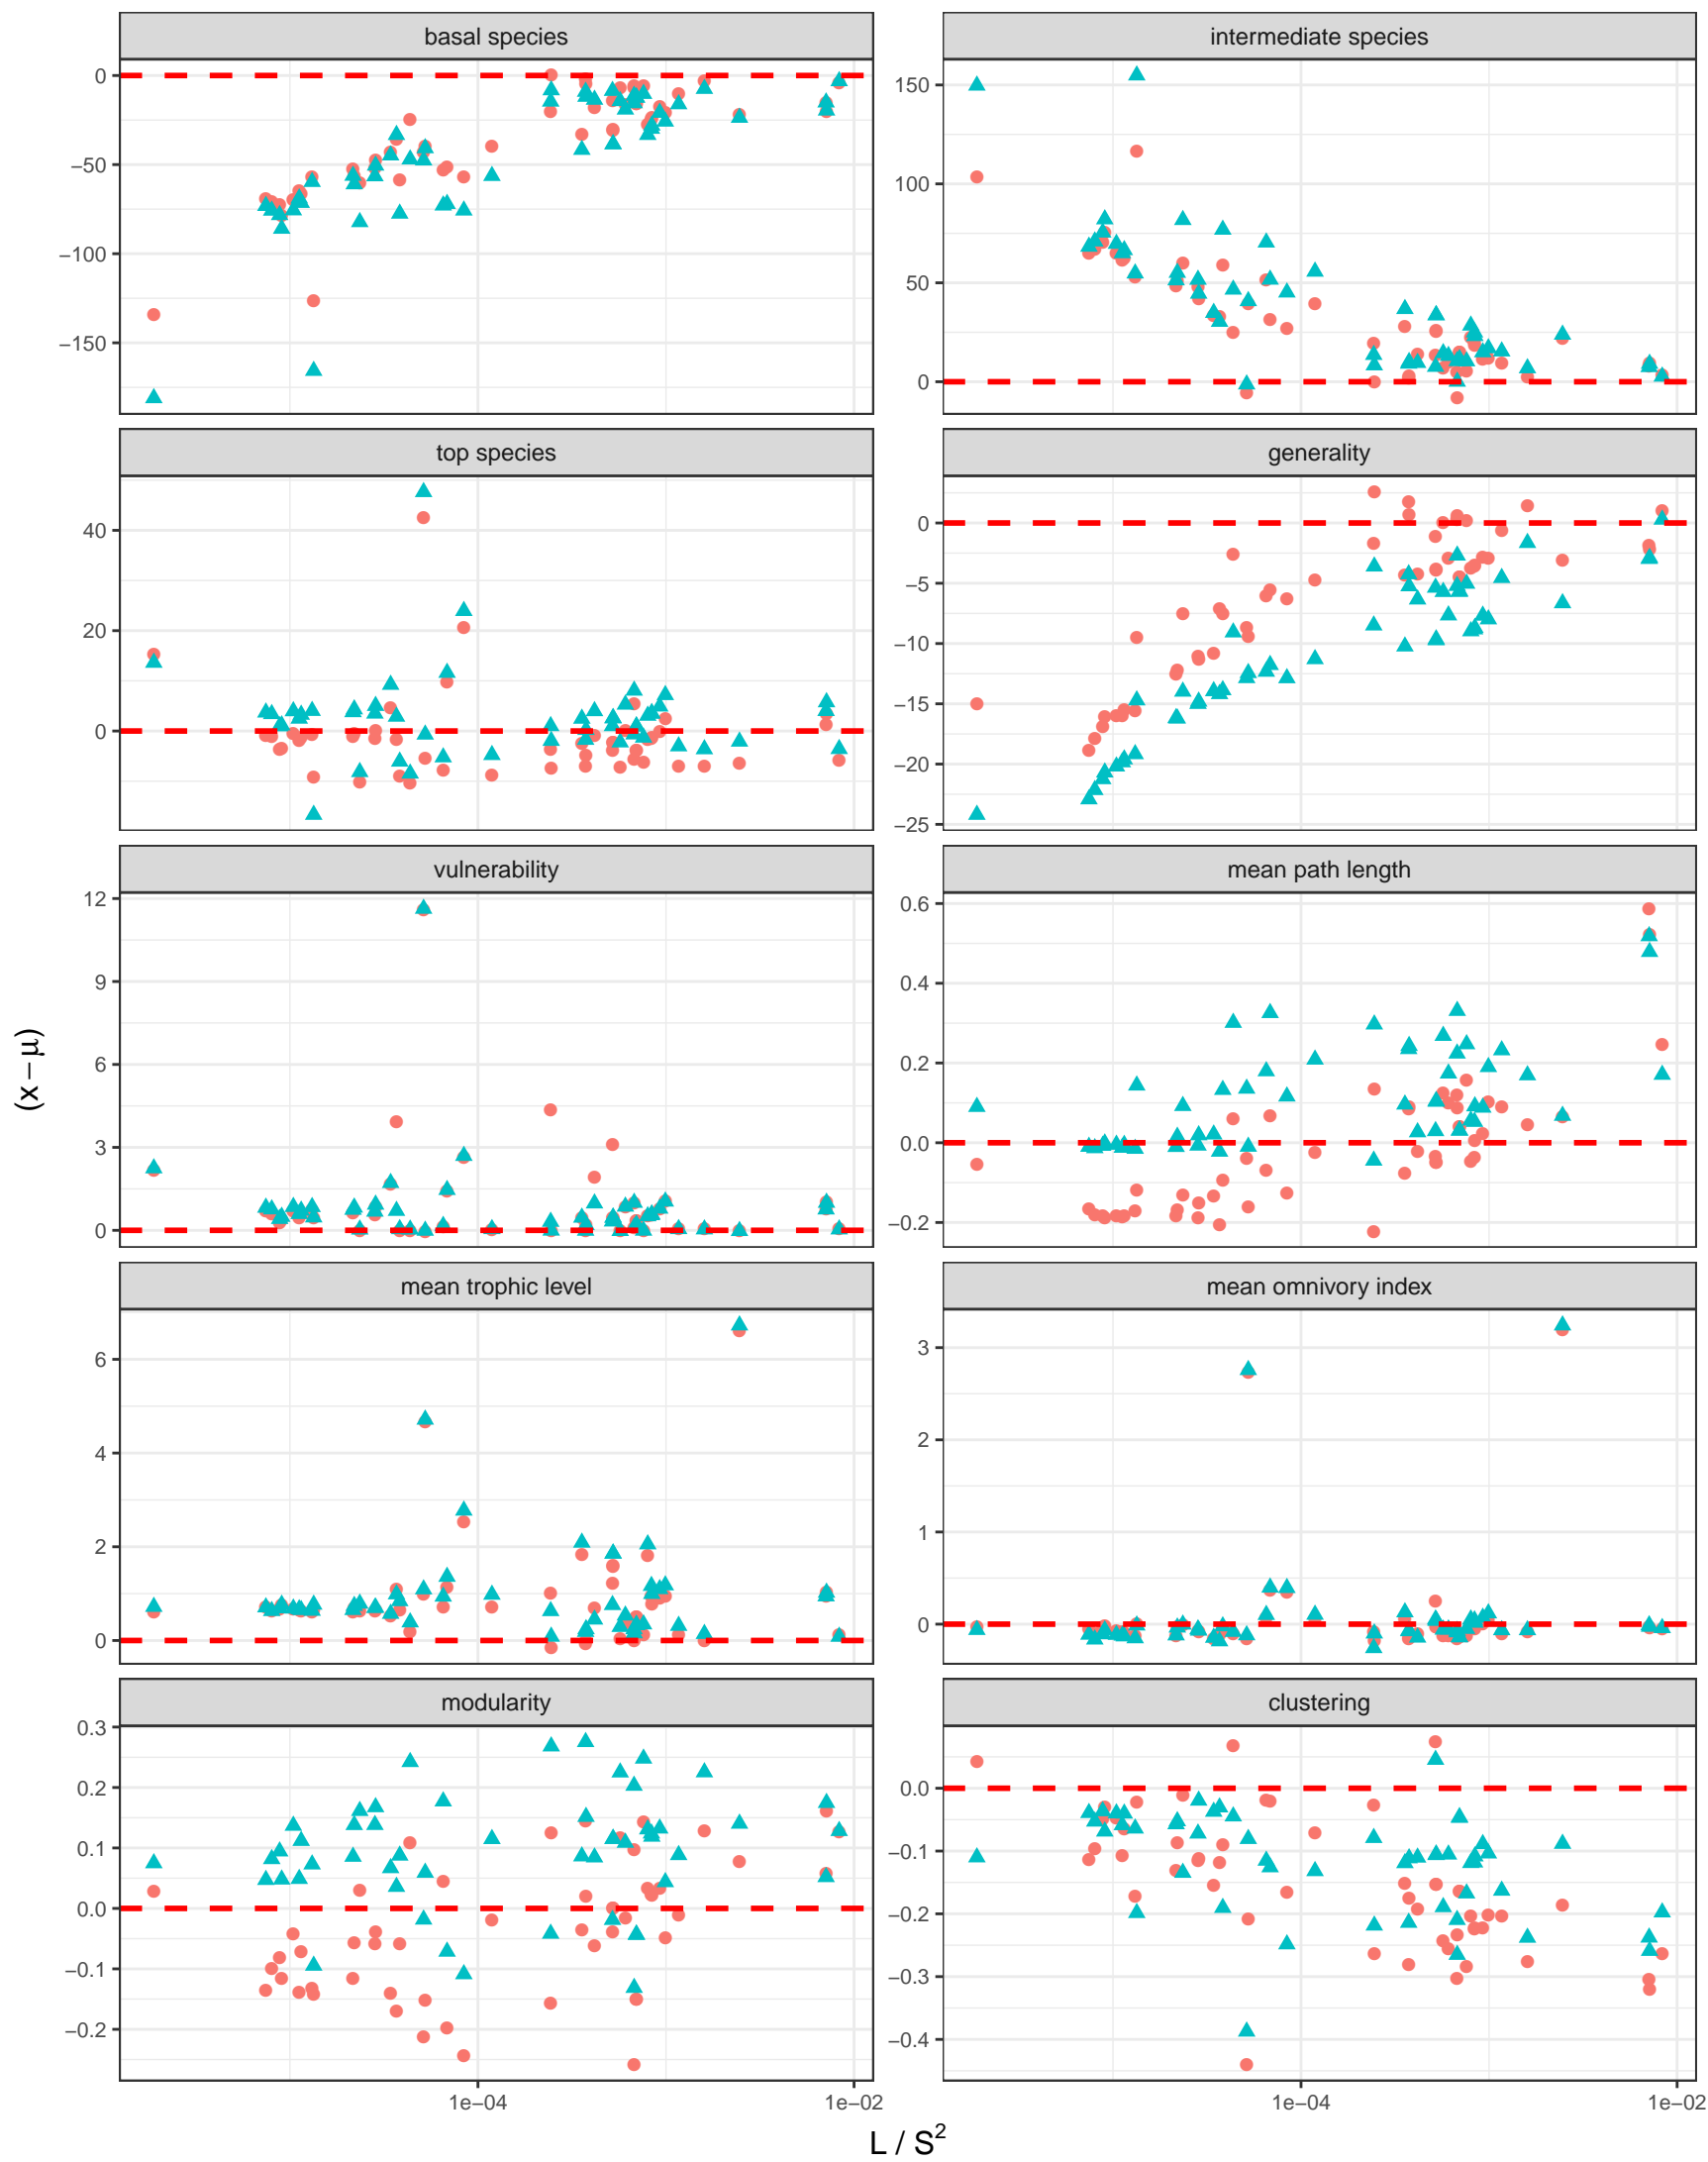 basal species
intermediate species
0
−50
−100
−150
150
100
50
0
top species
generality
40
20
0
0
−5
−10
−15
−20
−25
vulnerability
mean path length
12
9
6
3
0
0.6
0.4
0.2
0.0
−0.2
mean trophic level
mean omnivory index
6
4
2
0
3
2
1
0
modularity
clustering
0.3
0.2
0.1
0.0
−0.1
−0.2
0.0
−0.1
−0.2
−0.3
−0.4
1e−04
1e−02
1e−04
1e−02
(x − μ)
L / S²